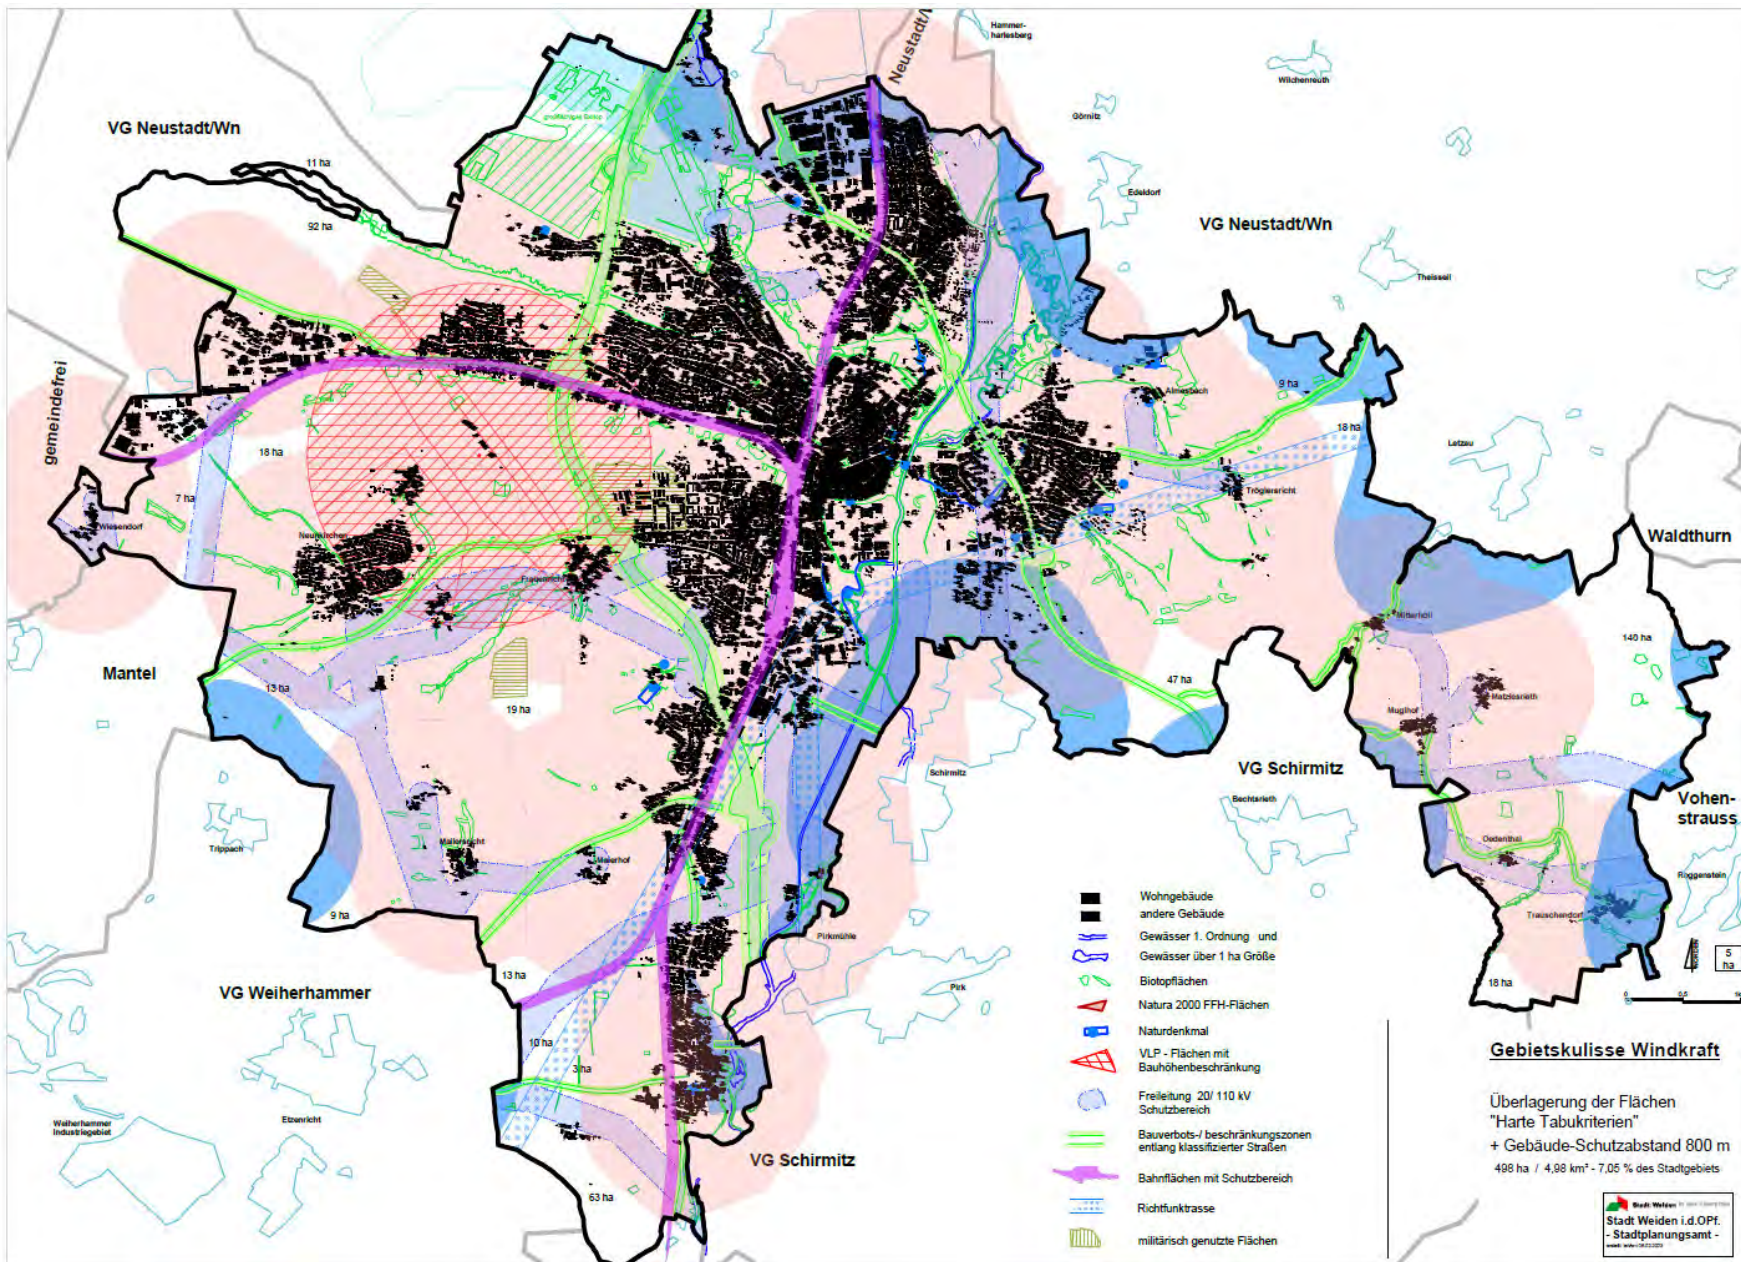 Neustadt/
Hammer-
harlesberg
Wilchenreuth
VG Neustadt/Wn
Görnitz
11 ha
Edeldorf
92 ha
VG Neustadt/Wn
Theisseil
gemeindefrei
Almesbach
9 ha
18 ha
Letzau
18 ha
7 ha
Tröglersricht
Wiesendorf
Neunkirchen
Waldthurn
Frauenricht
Mitterhöll
140 ha
Mantel
13 ha
47 ha
Matzlesrieth
19 ha
Muglhof
Schirmitz
VG Schirmitz
Bechtsrieth
Vohen-
strauss
Trippach
Mallersricht
Maierhof
Oedenthal
Roggenstein
9 ha
Trauschendorf
Pirkmühle
13 ha
18 ha
VG Weiherhammer
Pirk
10 ha
3 ha
Weiherhammer
Industriegebiet
Etzenricht
VG Schirmitz
63 ha
Wohngebäude
andere Gebäude
Gewässer 1. Ordnung und
Gewässer über 1 ha Größe
Biotopflächen
Natura 2000 FFH-Flächen
Naturdenkmal
VLP - Flächen mit
Bauhöhenbeschränkung
Freileitung 20/ 110 kV
Schutzbereich
Bauverbots-/ beschränkungszonen
entlang klassifizierter Straßen
Bahnflächen mit Schutzbereich
Richtfunktrasse
militärisch genutzte Flächen
NORDEN
5
ha
0 0,5
Gebietskulisse Windkraft
Überlagerung der Flächen
"Harte Tabukriterien"
+ Gebäude-Schutzabstand 800 m
498 ha / 4,98 km² - 7,05 % des Stadtgebiets
Stadt Weiden
Stadt Weiden i.d.OPf.
- Stadtplanungsamt -